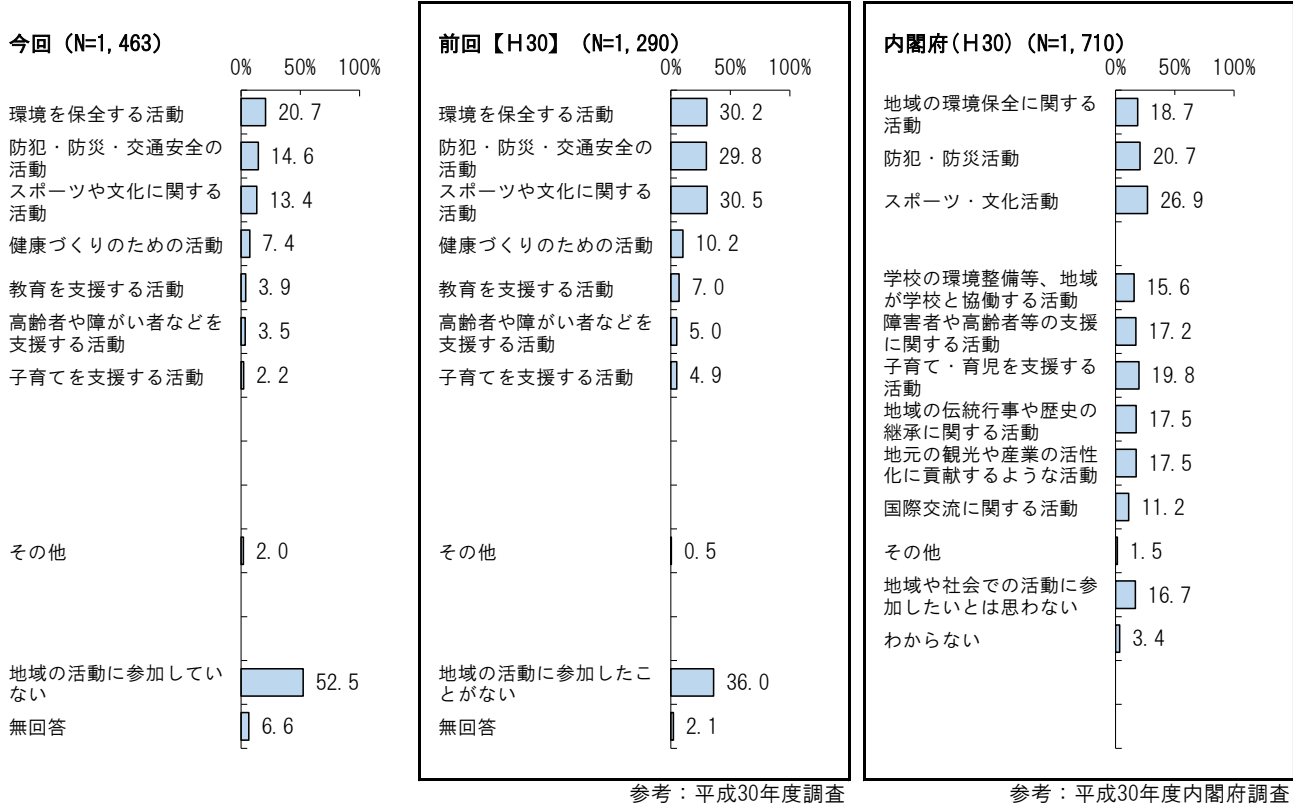 今回（N=1,463）
0% 50% 100%
環境を保全する活動 20.7
防犯・防災・交通安全の
活動 14.6
スポーツや文化に関する
活動 13.4
健康づくりのための活動 7.4
教育を支援する活動 3.9
高齢者や障がい者などを
支援する活動 3.5
子育てを支援する活動 2.2
その他 2.0
地域の活動に参加してい
ない 52.5
無回答 6.6
前回【H30】（N=1,290）
0% 50% 100%
環境を保全する活動 30.2
防犯・防災・交通安全の
活動 29.8
スポーツや文化に関する
活動 30.5
健康づくりのための活動 10.2
教育を支援する活動 7.0
高齢者や障がい者などを
支援する活動 5.0
子育てを支援する活動 4.9
その他 0.5
地域の活動に参加したこ
とがない 36.0
無回答 2.1
参考：平成30年度調査
内閣府(H30)（N=1,710）
0% 50% 100%
地域の環境保全に関する
活動 18.7
防犯・防災活動 20.7
スポーツ・文化活動 26.9
学校の環境整備等、地域
が学校と協働する活動 15.6
障害者や高齢者等の支援
に関する活動 17.2
子育て・育児を支援する
活動 19.8
地域の伝統行事や歴史の
継承に関する活動 17.5
地元の観光や産業の活性
化に貢献するような活動 17.5
国際交流に関する活動 11.2
その他 1.5
地域や社会での活動に参
加したいとは思わない 16.7
わからない 3.4
参考：平成30年度内閣府調査